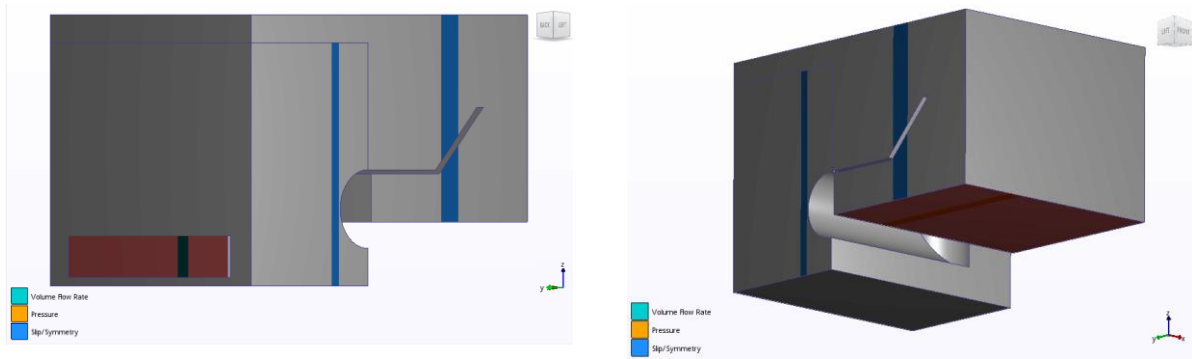 BACK
LEFT
z
y
Volume Flow Rate
Pressure
Slip/Symmetry
LEFT
FRONT
z
y
x
Volume Flow Rate
Pressure
Slip/Symmetry